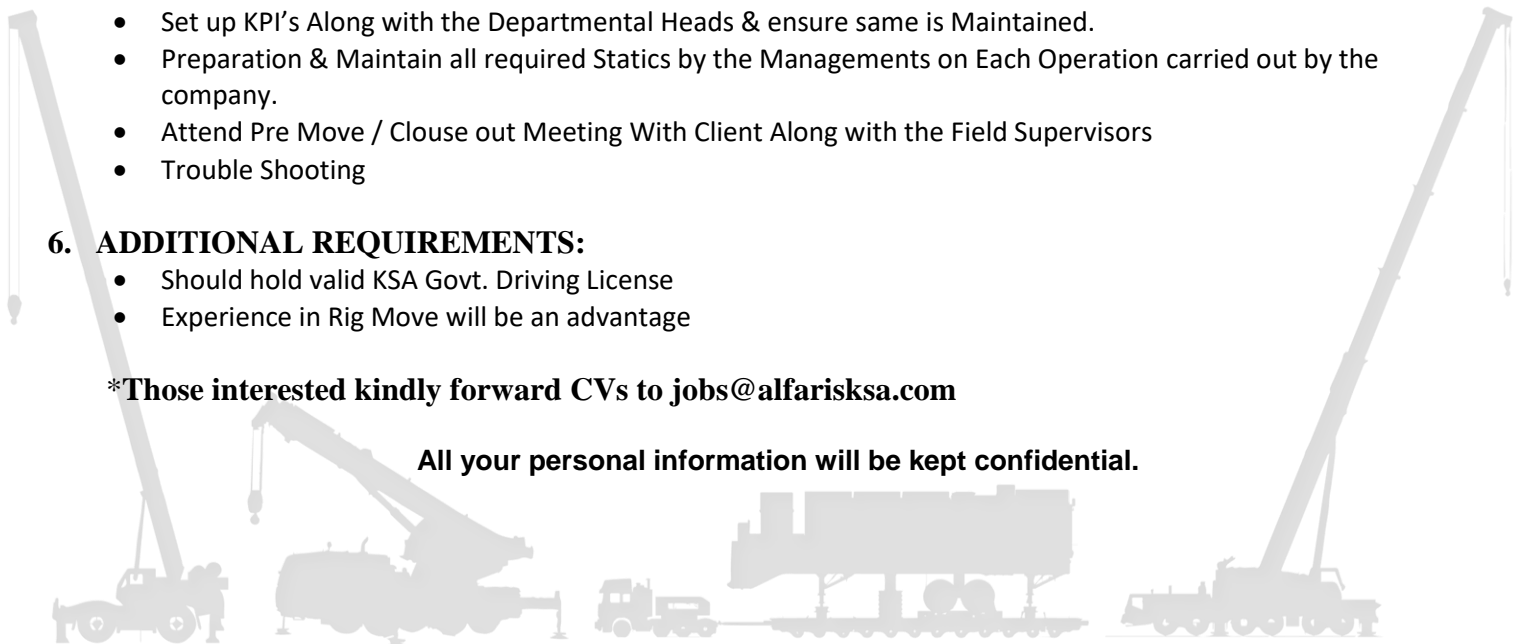 • Set up KPI’s Along with the Departmental Heads & ensure same is Maintained.
• Preparation & Maintain all required Statics by the Managements on Each Operation carried out by the
company.
• Attend Pre Move / Clouse out Meeting With Client Along with the Field Supervisors
• Trouble Shooting
6. ADDITIONAL REQUIREMENTS:
• Should hold valid KSA Govt. Driving License
• Experience in Rig Move will be an advantage
*Those interested kindly forward CVs to jobs@alfarisksa.com
All your personal information will be kept confidential.